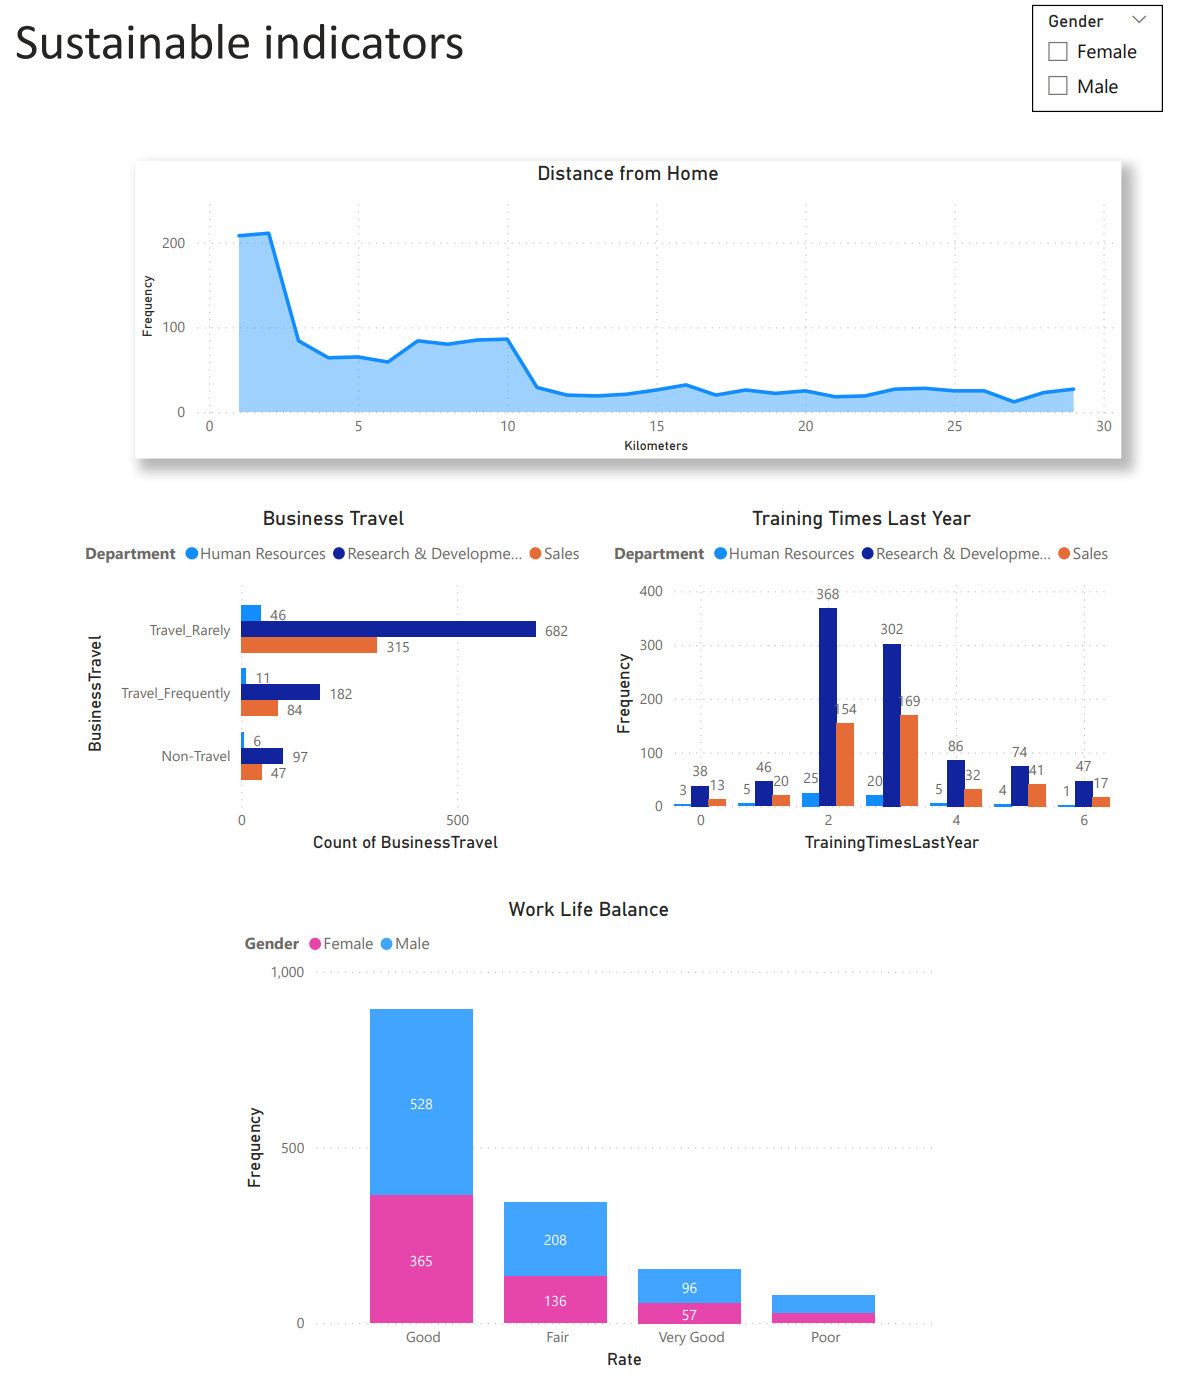 Sustainable indicators
Gender
Female
Male
Distance from Home
Frequency
200
100
0
0 5 10 15 20 25 30
Kilometers
Business Travel
Department Human Resources Research & Developme... Sales
BusinessTravel
Travel_Rarely
46
682
315
Travel_Frequently
11
182
84
Non-Travel
6
97
47
0 500
Count of BusinessTravel
Training Times Last Year
Department Human Resources Research & Developme... Sales
Frequency
400
300
200
100
0
3 38 13
5 46 20
25 368 154
20 302 169
5 86 32
4 74 41
1 47 17
0 2 4 6
TrainingTimesLastYear
Work Life Balance
Gender Female Male
Frequency
1,000
500
0
528
365
208
136
96
57
Good Fair Very Good Poor
Rate